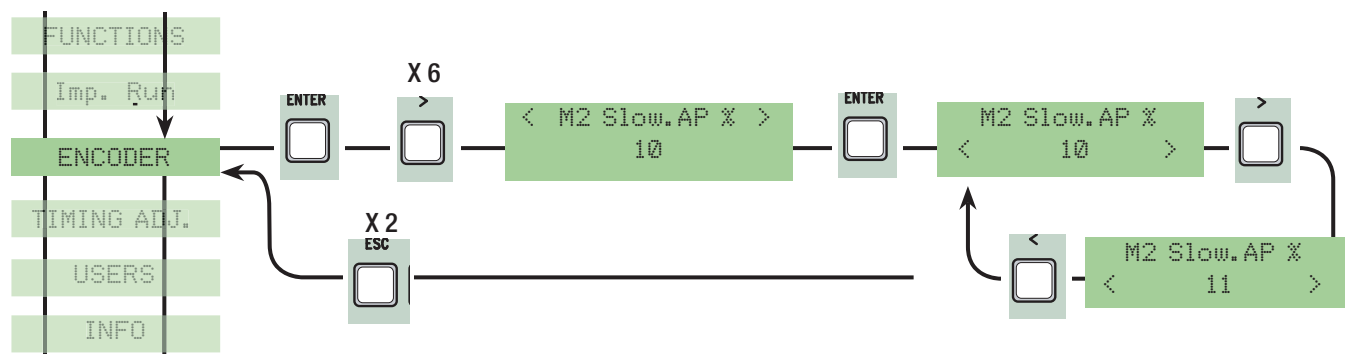 FUNCTIONS
Imp. Run
ENCODER
TIMING ADJ.
USERS
INFO
ENTER
X 6
>
< M2 Slow.AP % >
10
ENTER
M2 Slow.AP %
< 10 >
>
M2 Slow.AP %
< 11 >
<
X 2
ESC